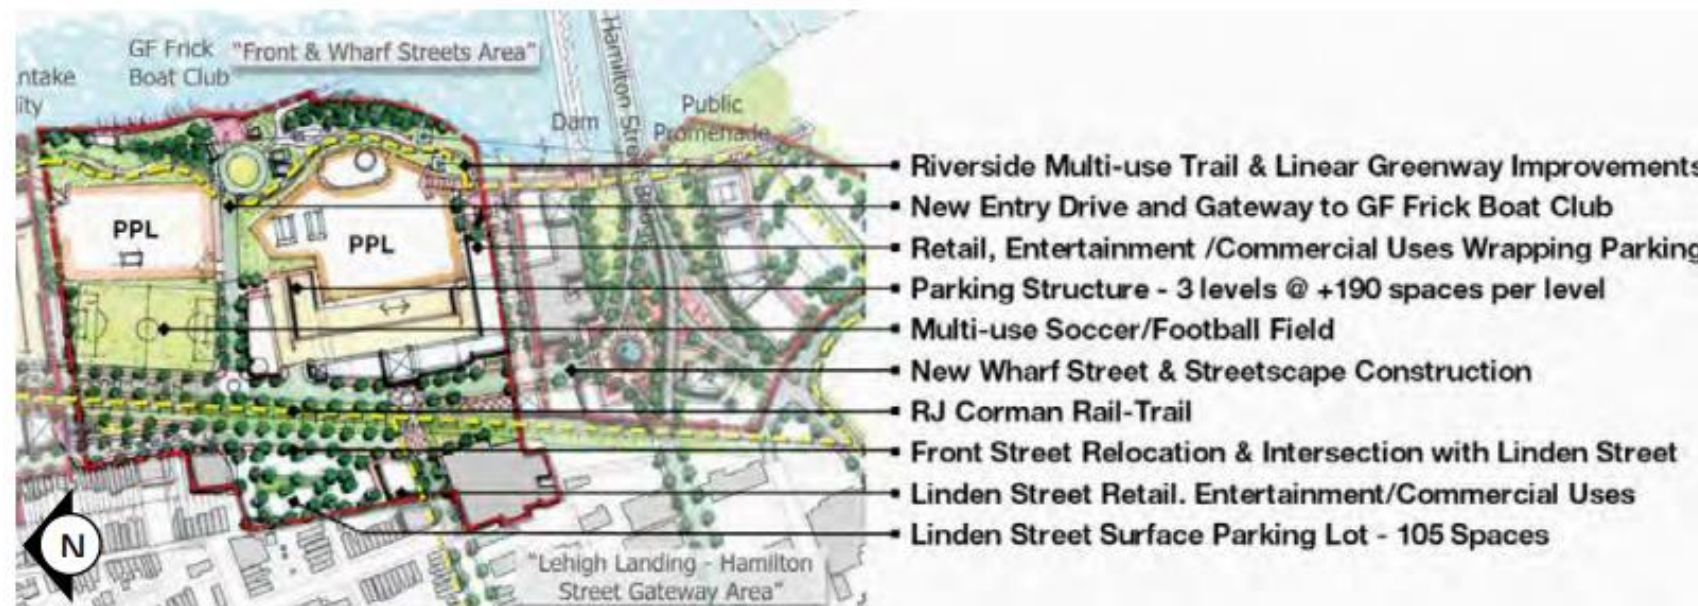 GF Frick
Boat Club
"Front & Wharf Streets Area"
ntake
ity
Hamilton
Dam
Public
Promenade
PPL
PPL
Riverside Multi-use Trail & Linear Greenway Improvements
New Entry Drive and Gateway to GF Frick Boat Club
Retail, Entertainment /Commercial Uses Wrapping Parking
Parking Structure - 3 levels @ +190 spaces per level
Multi-use Soccer/Football Field
New Wharf Street & Streetscape Construction
RJ Corman Rail-Trail
Front Street Relocation & Intersection with Linden Street
Linden Street Retail. Entertainment/Commercial Uses
Linden Street Surface Parking Lot - 105 Spaces
N
"Lehigh Landing - Hamilton
Street Gateway Area"